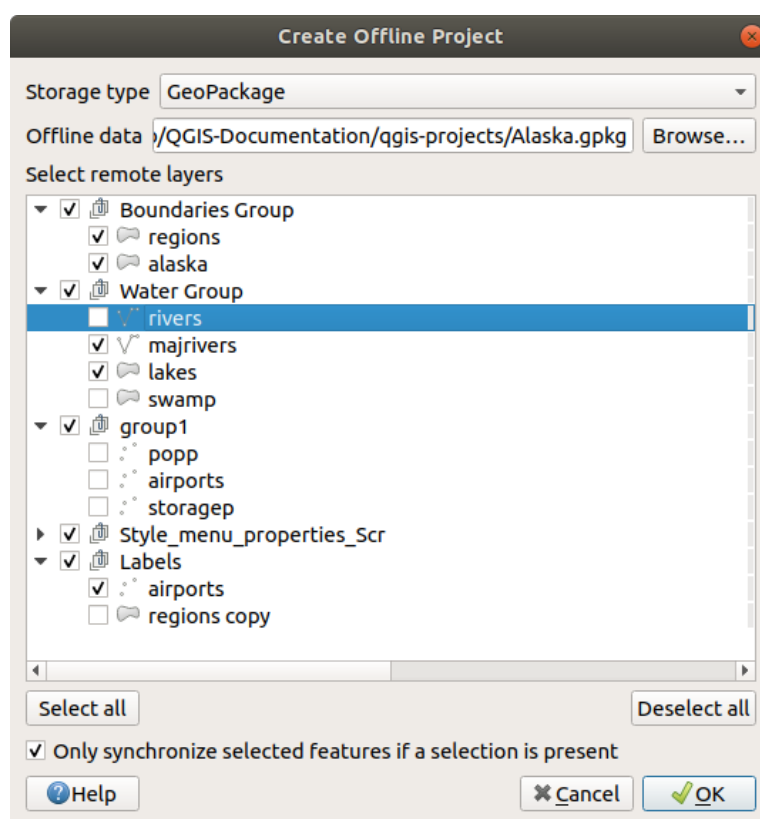 Create Offline Project
Storage type GeoPackage
Offline data /QGIS-Documentation/qgis-projects/Alaska.gpkg Browse...
Select remote layers
Boundaries Group
regions
alaska
Water Group
rivers
majrivers
lakes
swamp
group1
popp
airports
storagep
Style_menu_properties_Scr
Labels
airports
regions copy
Select all Deselect all
Only synchronize selected features if a selection is present
Help Cancel OK